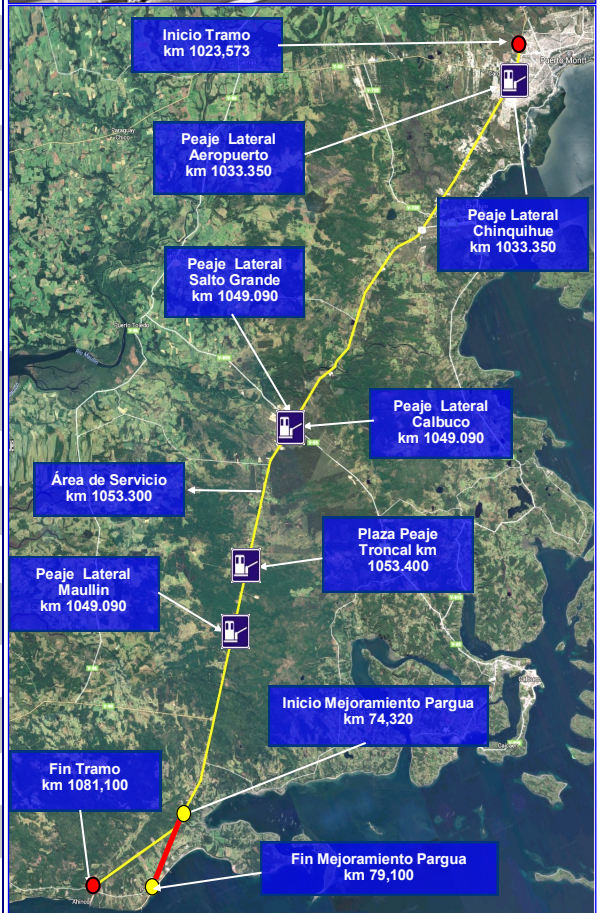 Inicio Tramo
km 1023,573
Puerto Montt
Peaje Lateral
Aeropuerto
km 1033.350
Peaje Lateral
Chinquihue
km 1033.350
Peaje Lateral
Salto Grande
km 1049.090
Peaje Lateral
Calbuco
km 1049.090
Río Maullín
Área de Servicio
km 1053.300
Plaza Peaje
Troncal km
1053.400
Peaje Lateral
Maullin
km 1049.090
Calbuco
Inicio Mejoramiento Pargua
km 74,320
Fin Tramo
km 1081,100
Fin Mejoramiento Pargua
km 79,100